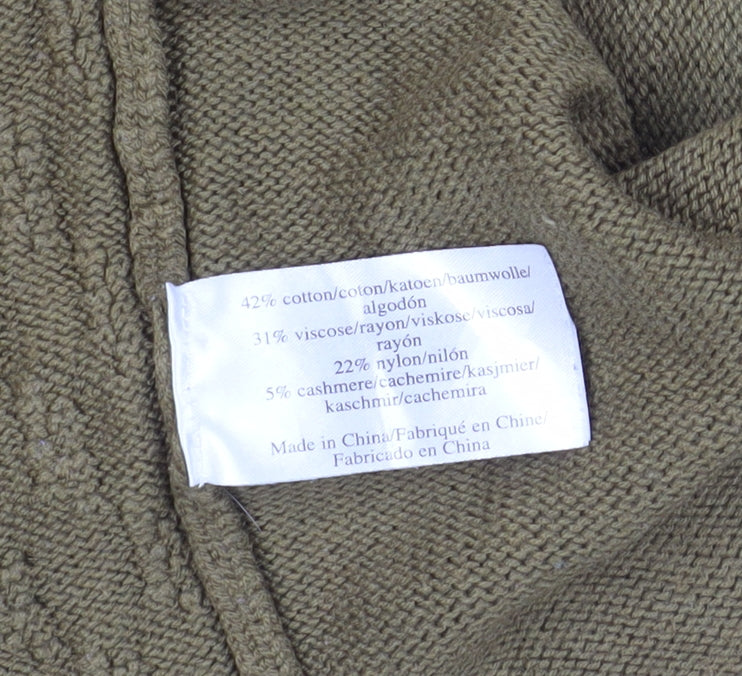 42% cotton/coton/katoen/baumwolle/
algodón
31% viscose/rayon/viskose/viscosa/
rayón
22% nylon/nilón
5% cashmere/cachemire/kasjmier/
kaschmir/cachemira
Made in China/Fabriqué en Chine/
Fabricado en China